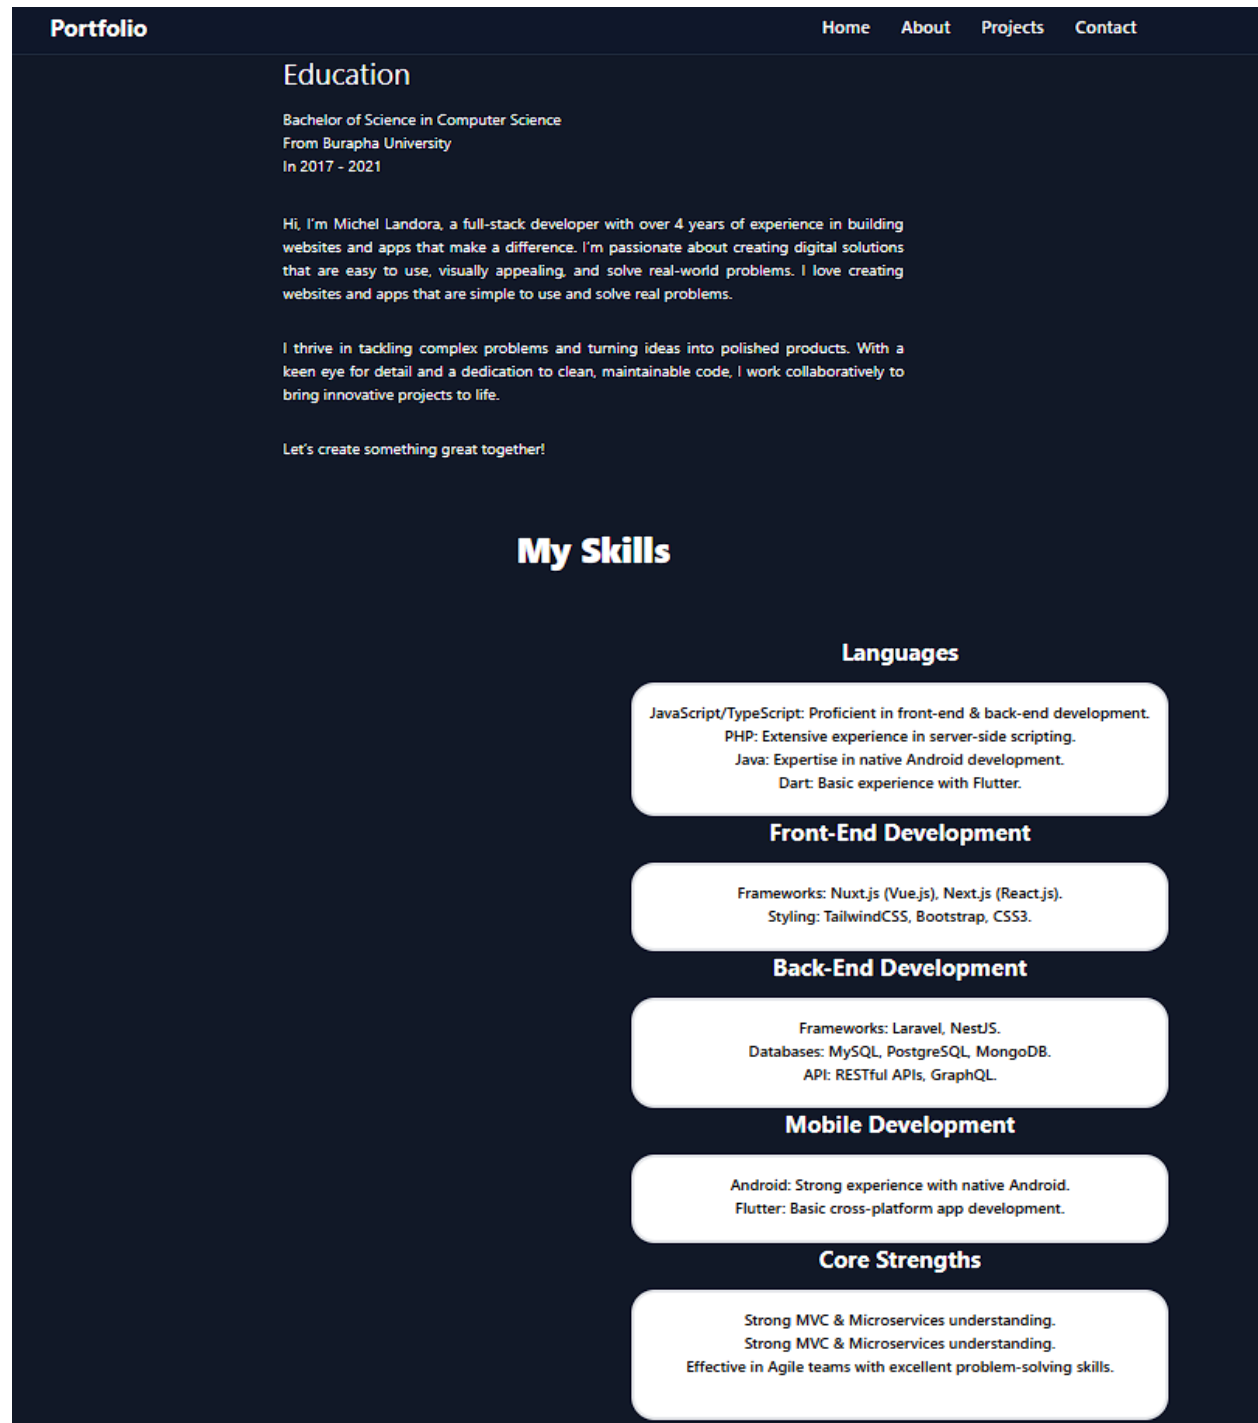 Portfolio
Home About Projects Contact
Education
Bachelor of Science in Computer Science
From Burapha University
In 2017 - 2021
Hi, I'm Michel Landora, a full-stack developer with over 4 years of experience in building
websites and apps that make a difference. I'm passionate about creating digital solutions
that are easy to use, visually appealing, and solve real-world problems. I love creating
websites and apps that are simple to use and solve real problems.
I thrive in tackling complex problems and turning ideas into polished products. With a
keen eye for detail and a dedication to clean, maintainable code, I work collaboratively to
bring innovative projects to life.
Let's create something great together!
My Skills
Languages
JavaScript/TypeScript: Proficient in front-end & back-end development.
PHP: Extensive experience in server-side scripting.
Java: Expertise in native Android development.
Dart: Basic experience with Flutter.
Front-End Development
Frameworks: Nuxt.js (Vue.js), Next.js (React.js).
Styling: TailwindCSS, Bootstrap, CSS3.
Back-End Development
Frameworks: Laravel, NestJS.
Databases: MySQL, PostgreSQL, MongoDB.
API: RESTful APIs, GraphQL.
Mobile Development
Android: Strong experience with native Android.
Flutter: Basic cross-platform app development.
Core Strengths
Strong MVC & Microservices understanding.
Strong MVC & Microservices understanding.
Effective in Agile teams with excellent problem-solving skills.